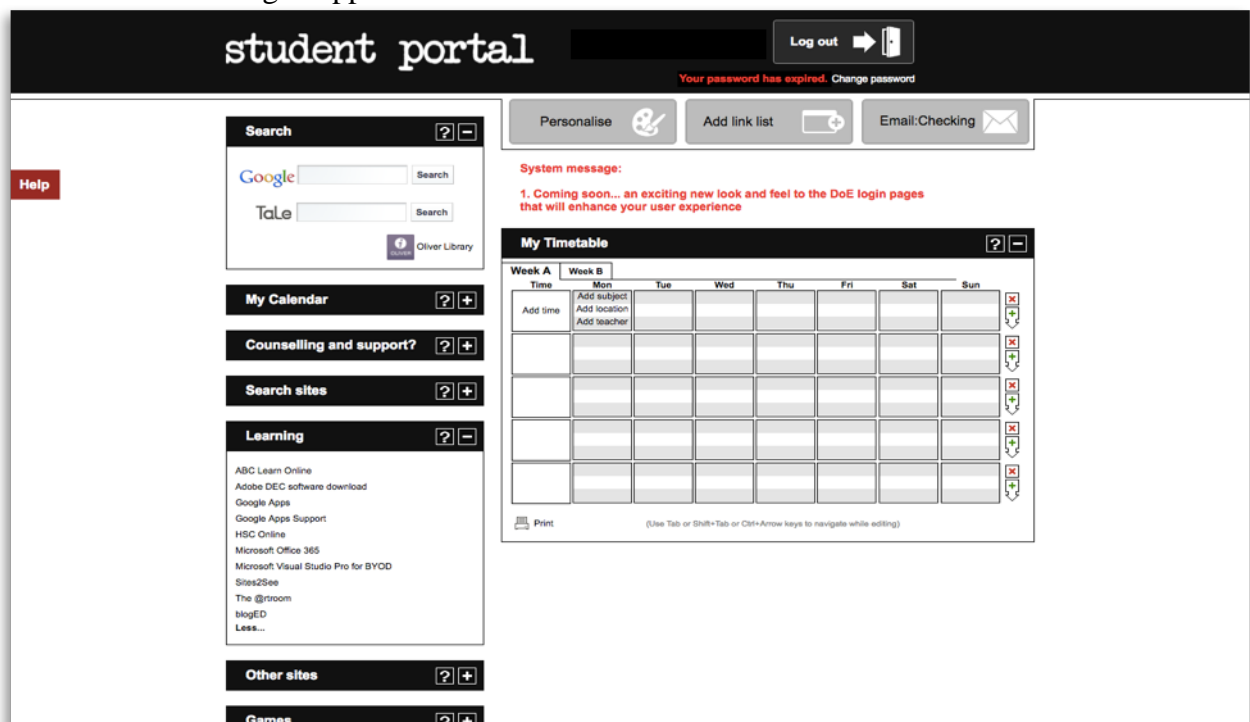 student portal
Log out
Your password has expired. Change password
Personalise
Add link list
Email:Checking
Help
Search
?
Google
Search
TaLe
Search
OLIVER
Oliver Library
My Calendar
?
Counselling and support?
?
Search sites
?
Learning
?
ABC Learn Online
Adobe DEC software download
Google Apps
Google Apps Support
HSC Online
Microsoft Office 365
Microsoft Visual Studio Pro for BYOD
Sites2See
The @rtroom
blogED
Less...
Other sites
?
Games
?
System message:
1. Coming soon... an exciting new look and feel to the DoE login pages
that will enhance your user experience
My Timetable
?
Week A Week B
Time Mon Tue Wed Thu Fri Sat Sun
Add time
Add subject
Add location
Add teacher
Print
(Use Tab or Shift+Tab or Ctrl+Arrow keys to navigate while editing)